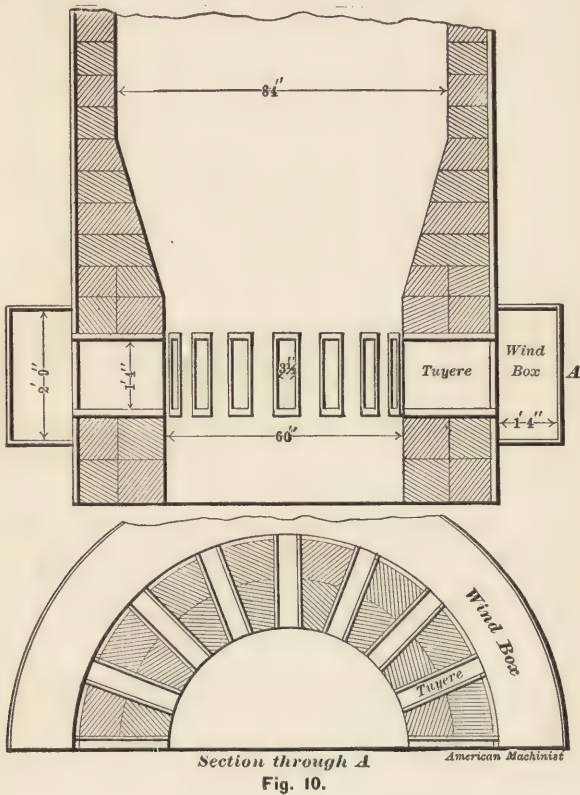 84"
2'-0"
1'-4"
3½"
Tuyere
Wind
Box
A
1'-4"
60"
Wind Box
Tuyere
Section through A
American Machinist
Fig. 10.